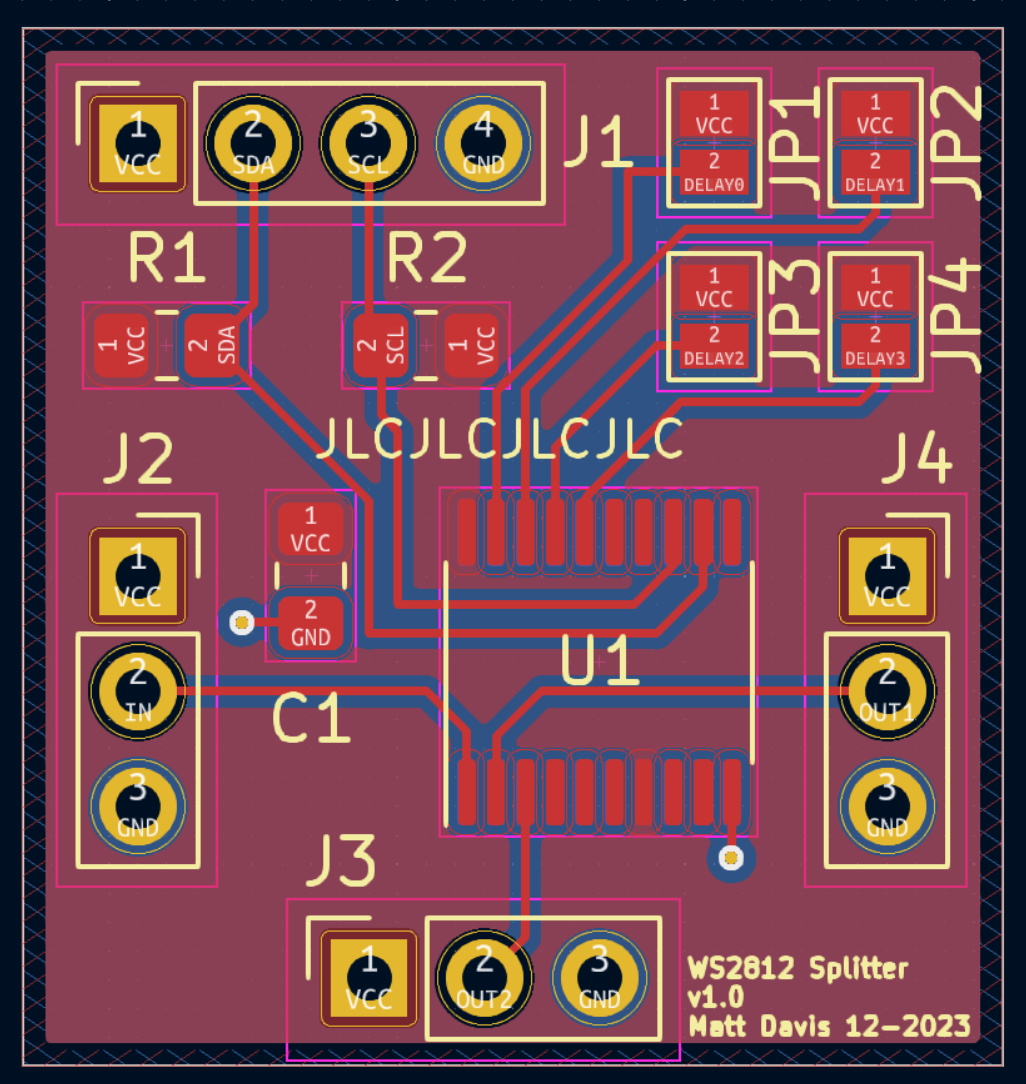 1 2 3 4
VCC SDA SCL GND
J1
1 VCC
2 DELAY0
JP1
1 VCC
2 DELAY1
JP2
R1
R2
1 VCC
2 SDA
2 SCL
1 VCC
1 VCC
2 DELAY2
JP3
1 VCC
2 DELAY3
JP4
JLCJLCJLCJLC
J2
J4
1
VCC
2
IN
3
GND
1
VCC
2
GND
C1
U1
1
VCC
2
OUT1
3
GND
J3
1 2 3
VCC OUT2 GND
WS2812 Splitter
v1.0
Matt Davis 12-2023